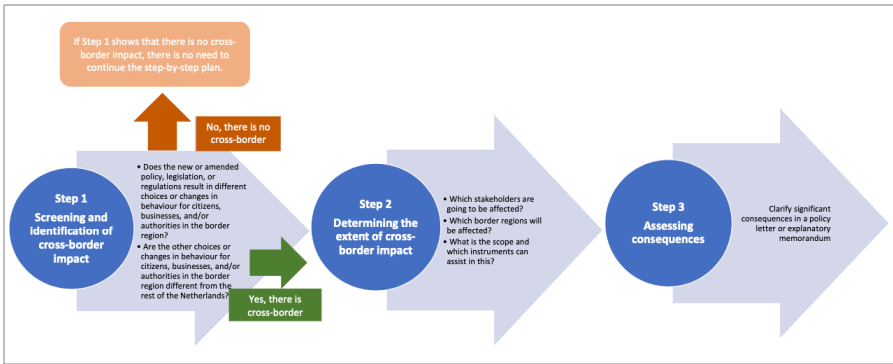 If Step 1 shows that there is no cross-
border impact, there is no need to
continue the step-by-step plan.
No, there is no
cross-border
Step 1
Screening and
identification of
cross-border
impact
• Does the new or amended
policy, legislation, or
regulations result in different
choices or changes in
behaviour for citizens,
businesses, and/or
authorities in the border
region?
• Are the other choices or
changes in behaviour for
citizens, businesses, and/or
authorities in the border
region different from the
rest of the Netherlands?
Yes, there is
cross-border
Step 2
Determining the
extent of cross-
border impact
• Which stakeholders are
going to be affected?
• Which border regions will
be affected?
• What is the scope and
which instruments can
assist in this?
Step 3
Assessing
consequences
Clarify significant
consequences in a policy
letter or explanatory
memorandum